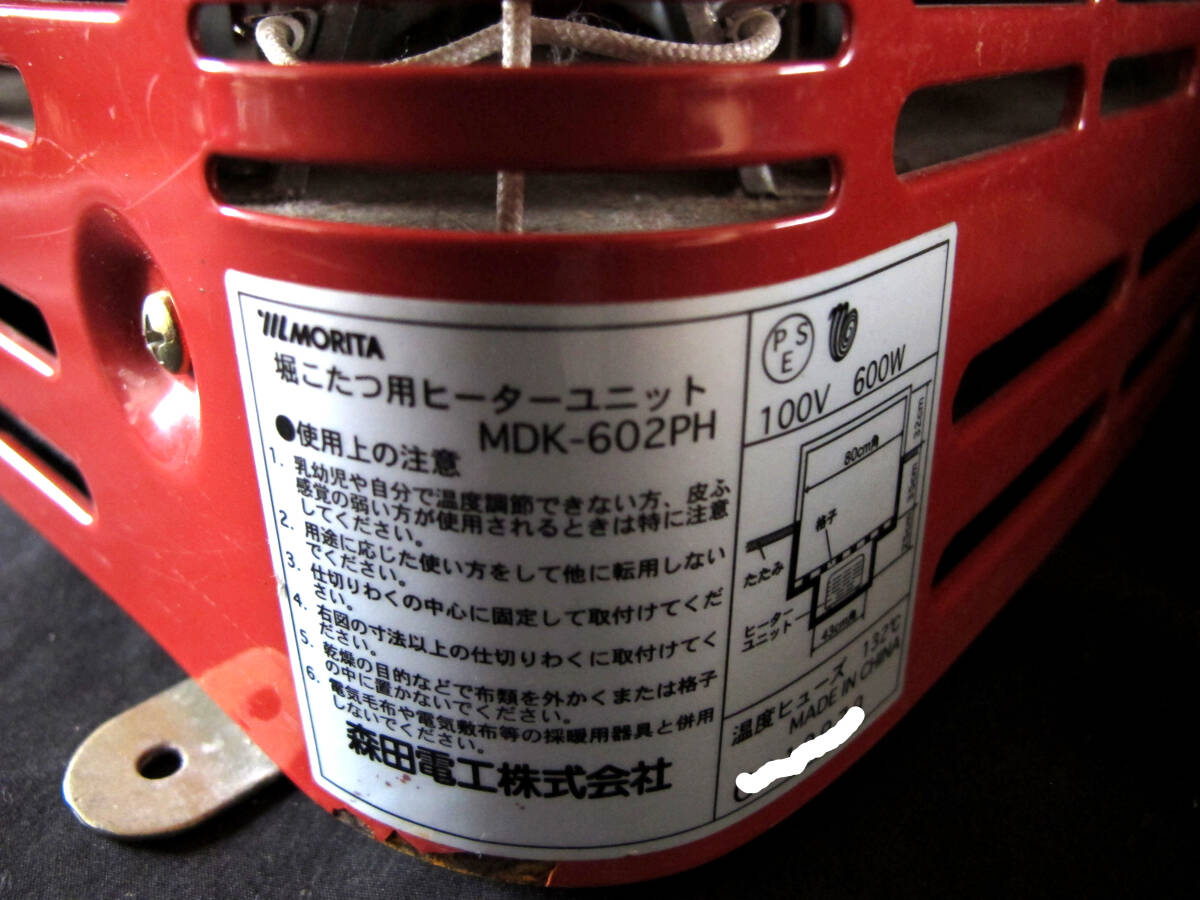 MORITA
堀こたつ用ヒーターユニット
MDK-602PH
●使用上の注意
1. 乳幼児や自分で温度調節できない方、皮ふ
感覚の弱い方が使用されるときは特に注意
してください。
2. 用途に応じた使い方をして他に転用しない
でください。
3. 仕切りわくの中心に固定して取付けてくだ
さい。
4. 右図の寸法以上の仕切りわくに取付けてく
ださい。
5. 乾燥の目的などで布類を外かくまたは格子
の中に置かないでください。
6. 電気毛布や電気敷布等の採暖用器具と併用
しないでください。
森田電工株式会社
PSE
100V 600W
80cm角
32cm
格子
たたみ
ヒーター
ユニット
43cm角
温度ヒューズ 132℃
MADE IN CHINA